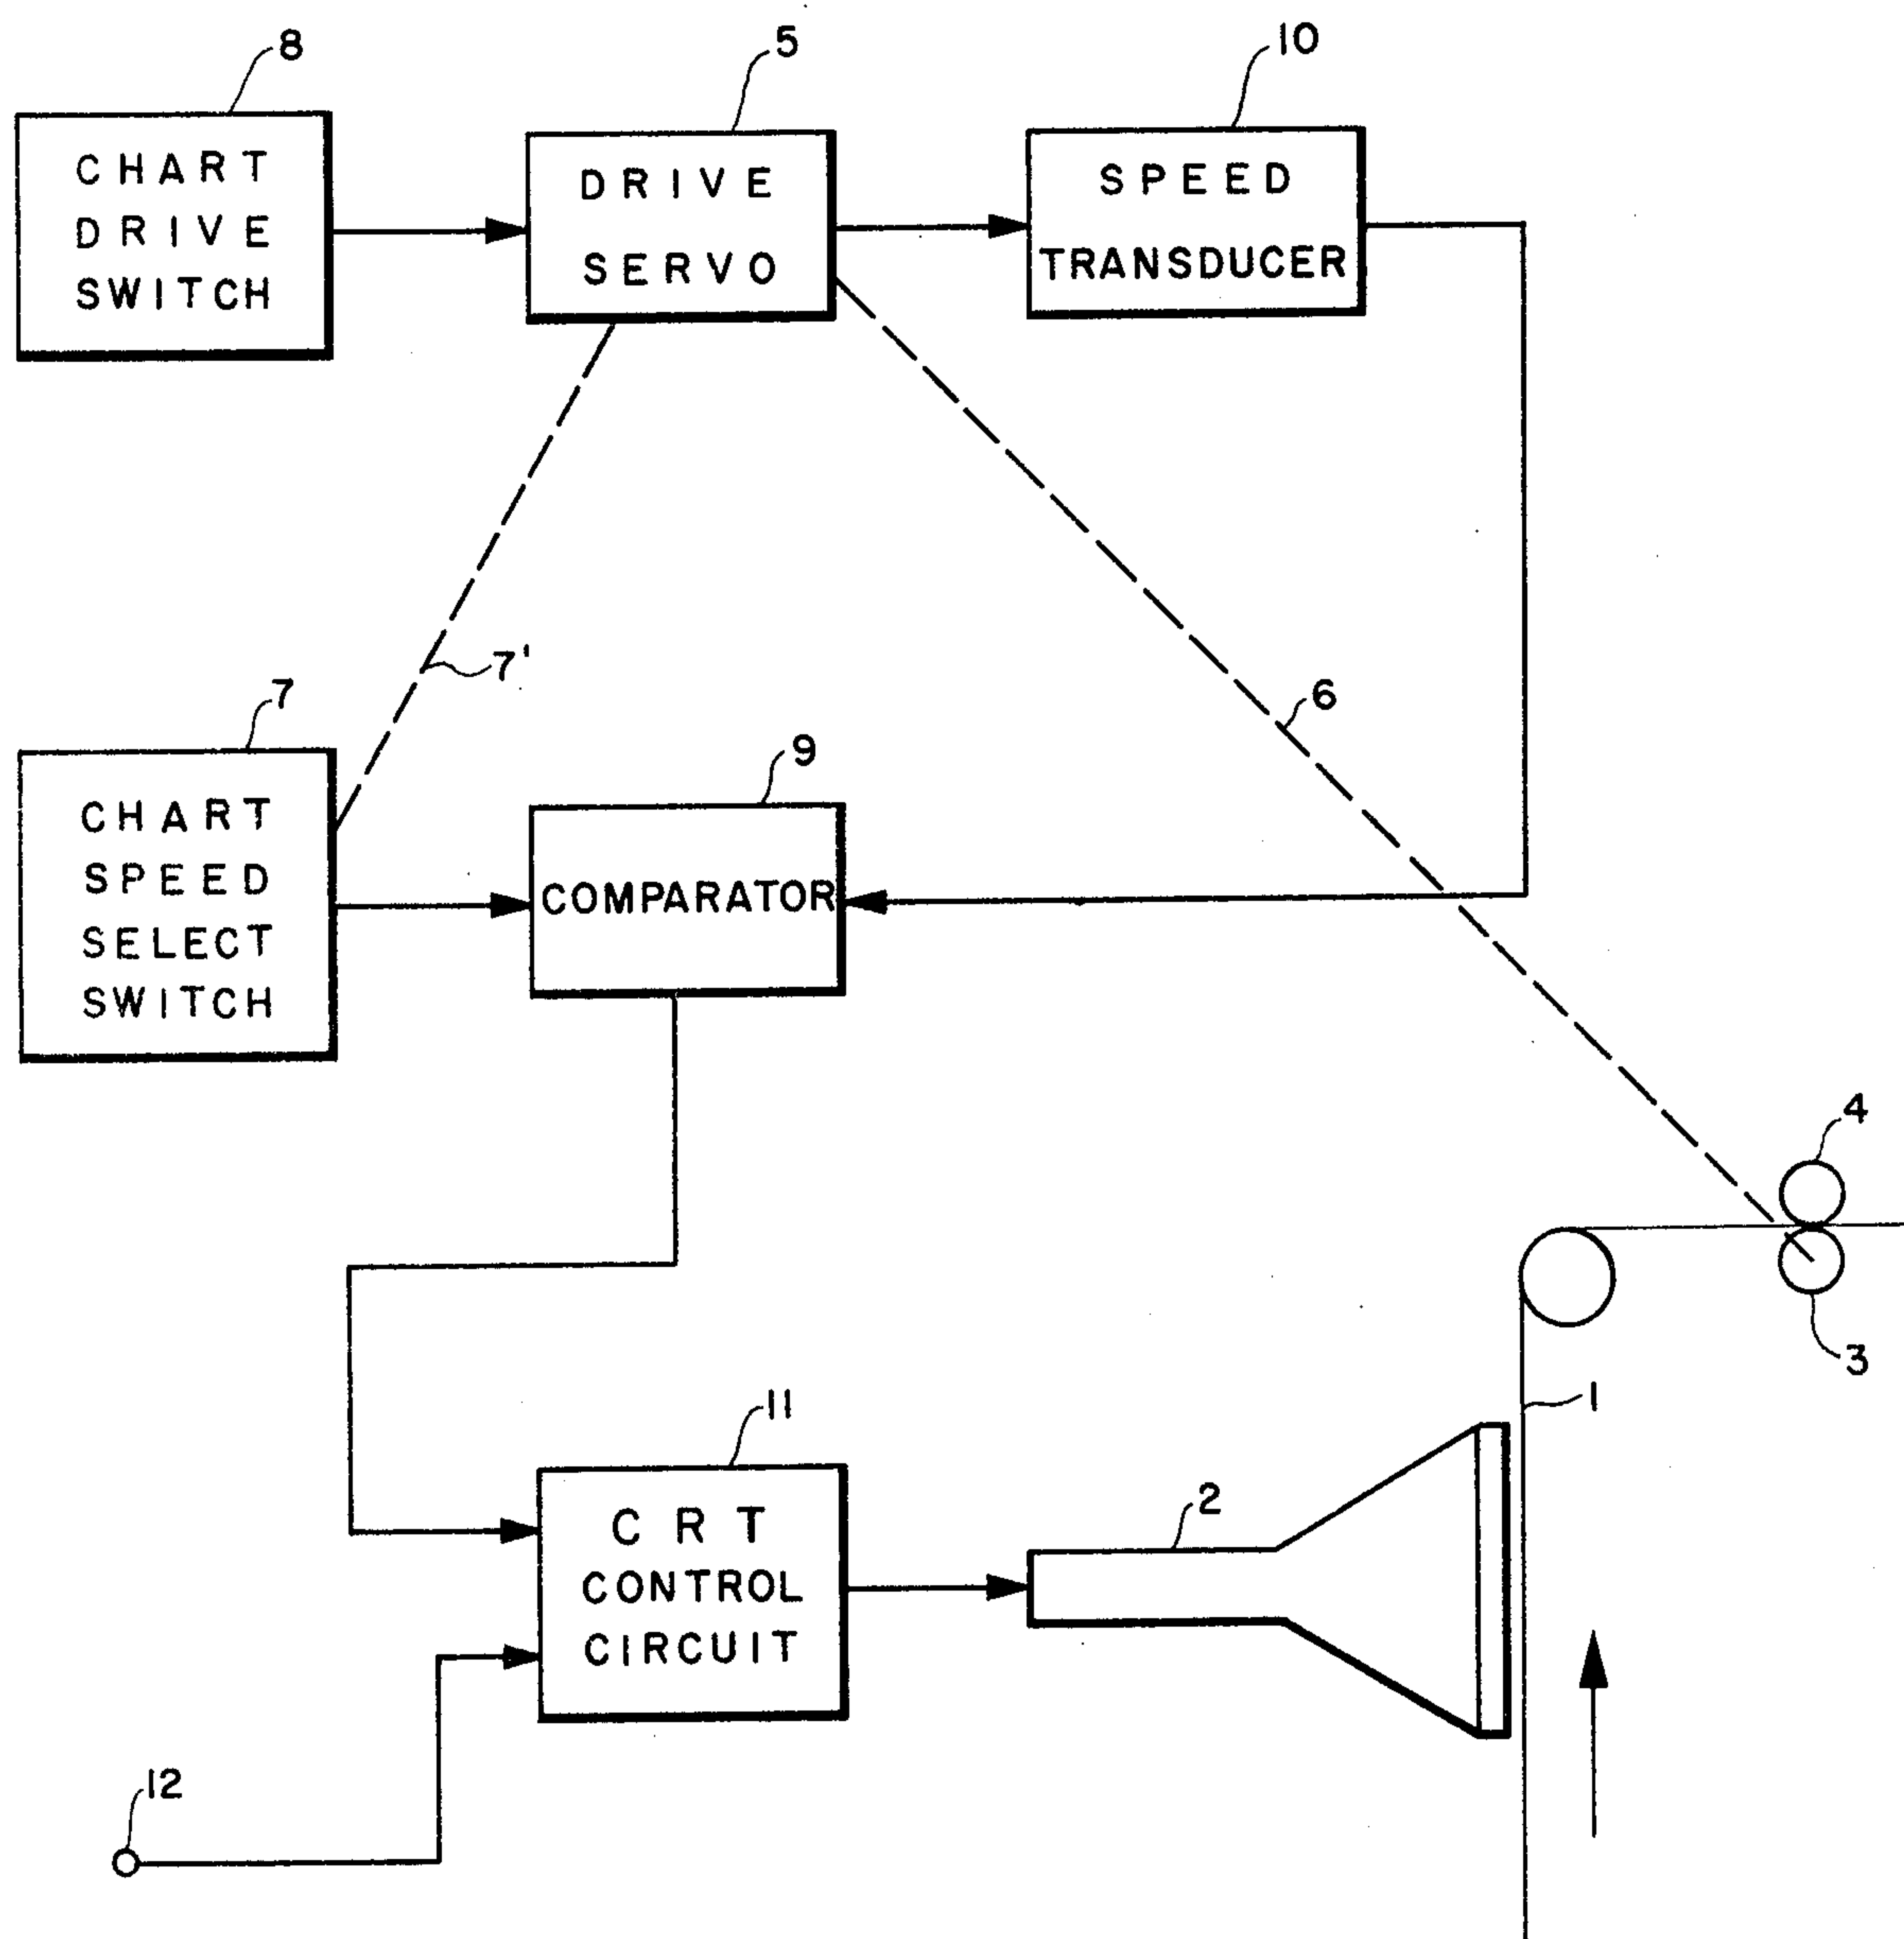 8
5
10
CHART
DRIVE
SWITCH
DRIVE
SERVO
SPEED
TRANSDUCER
7'
6
7
9
CHART
SPEED
SELECT
SWITCH
COMPARATOR
4
3
1
11
2
CRT
CONTROL
CIRCUIT
12